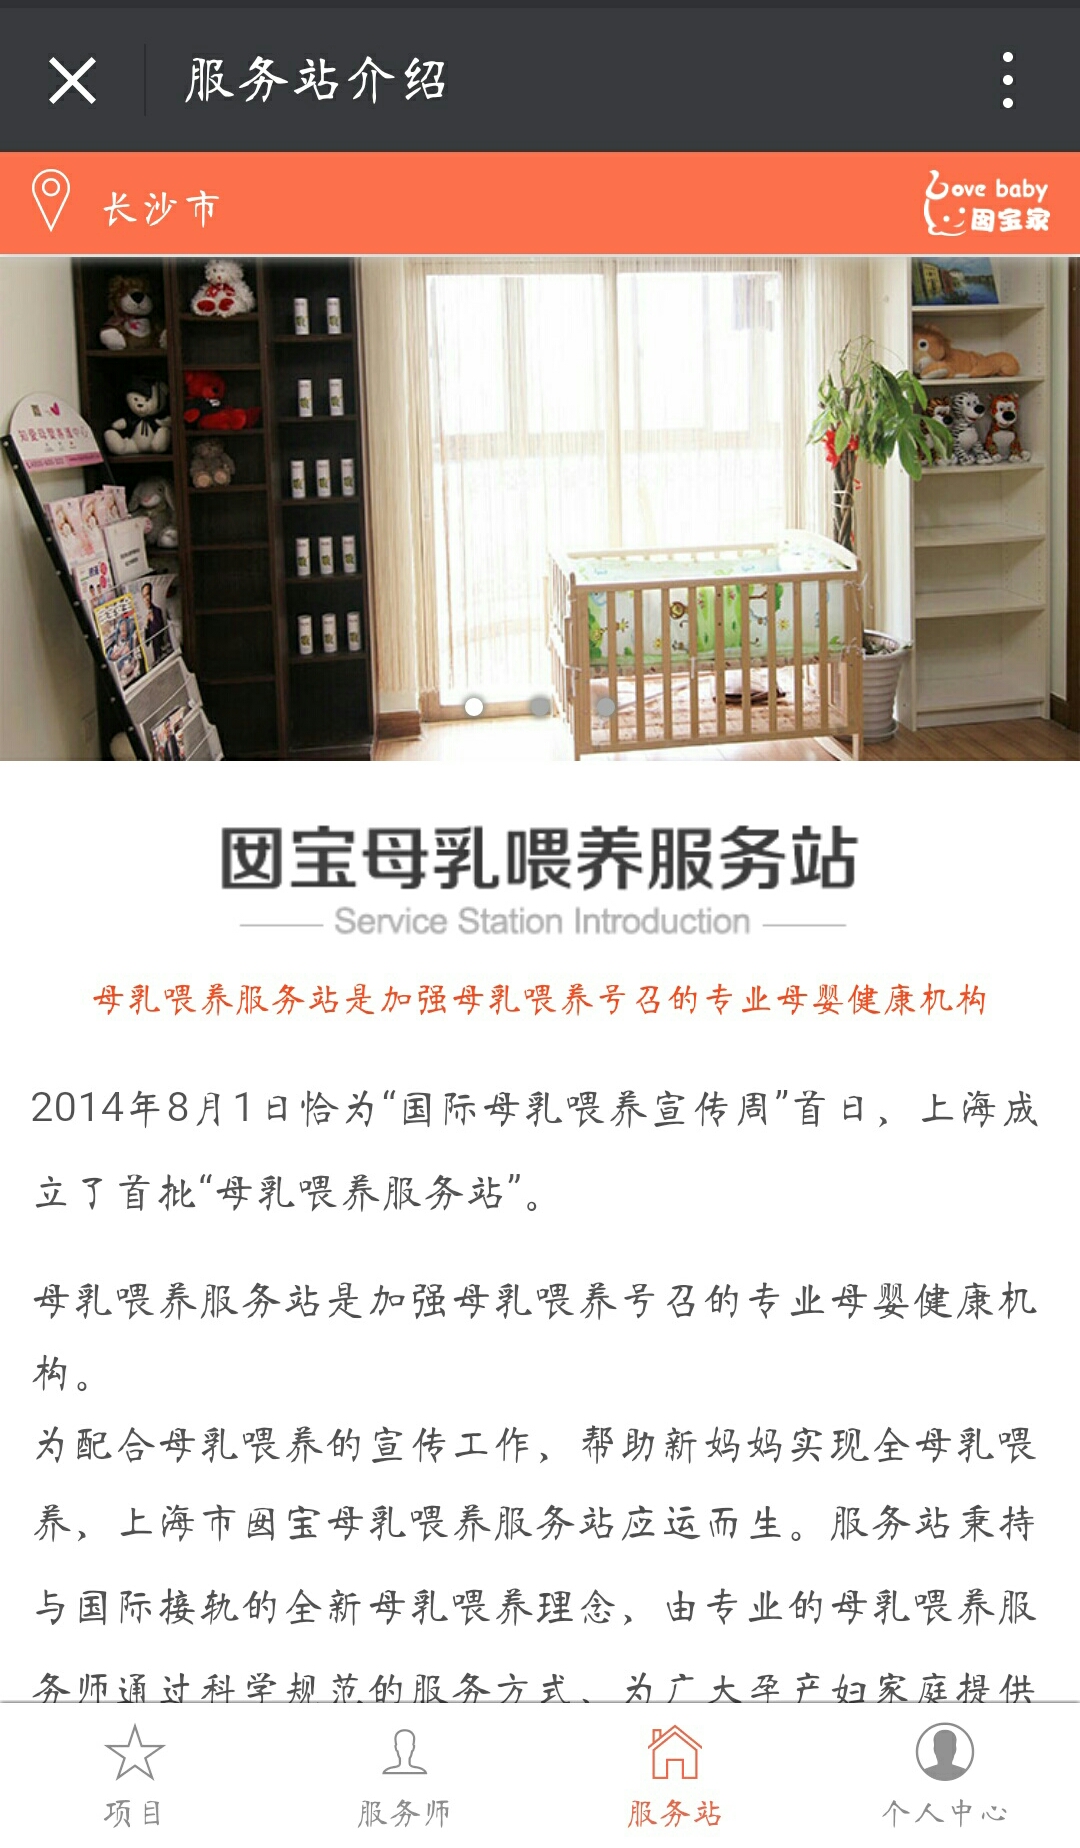 服务站介绍
长沙市
Love baby
囡宝家
囡宝母乳喂养服务站
Service Station Introduction
母乳喂养服务站是加强母乳喂养号召的专业母婴健康机构
2014年8月1日恰为“国际母乳喂养宣传周”首日，上海成
立了首批“母乳喂养服务站”。
母乳喂养服务站是加强母乳喂养号召的专业母婴健康机
构。
为配合母乳喂养的宣传工作，帮助新妈妈实现全母乳喂
养，上海市囡宝母乳喂养服务站应运而生。服务站秉持
与国际接轨的全新母乳喂养理念，由专业的母乳喂养服
务师通过科学规范的服务方式、为广大孕产妇家庭提供
项目
服务师
服务站
个人中心